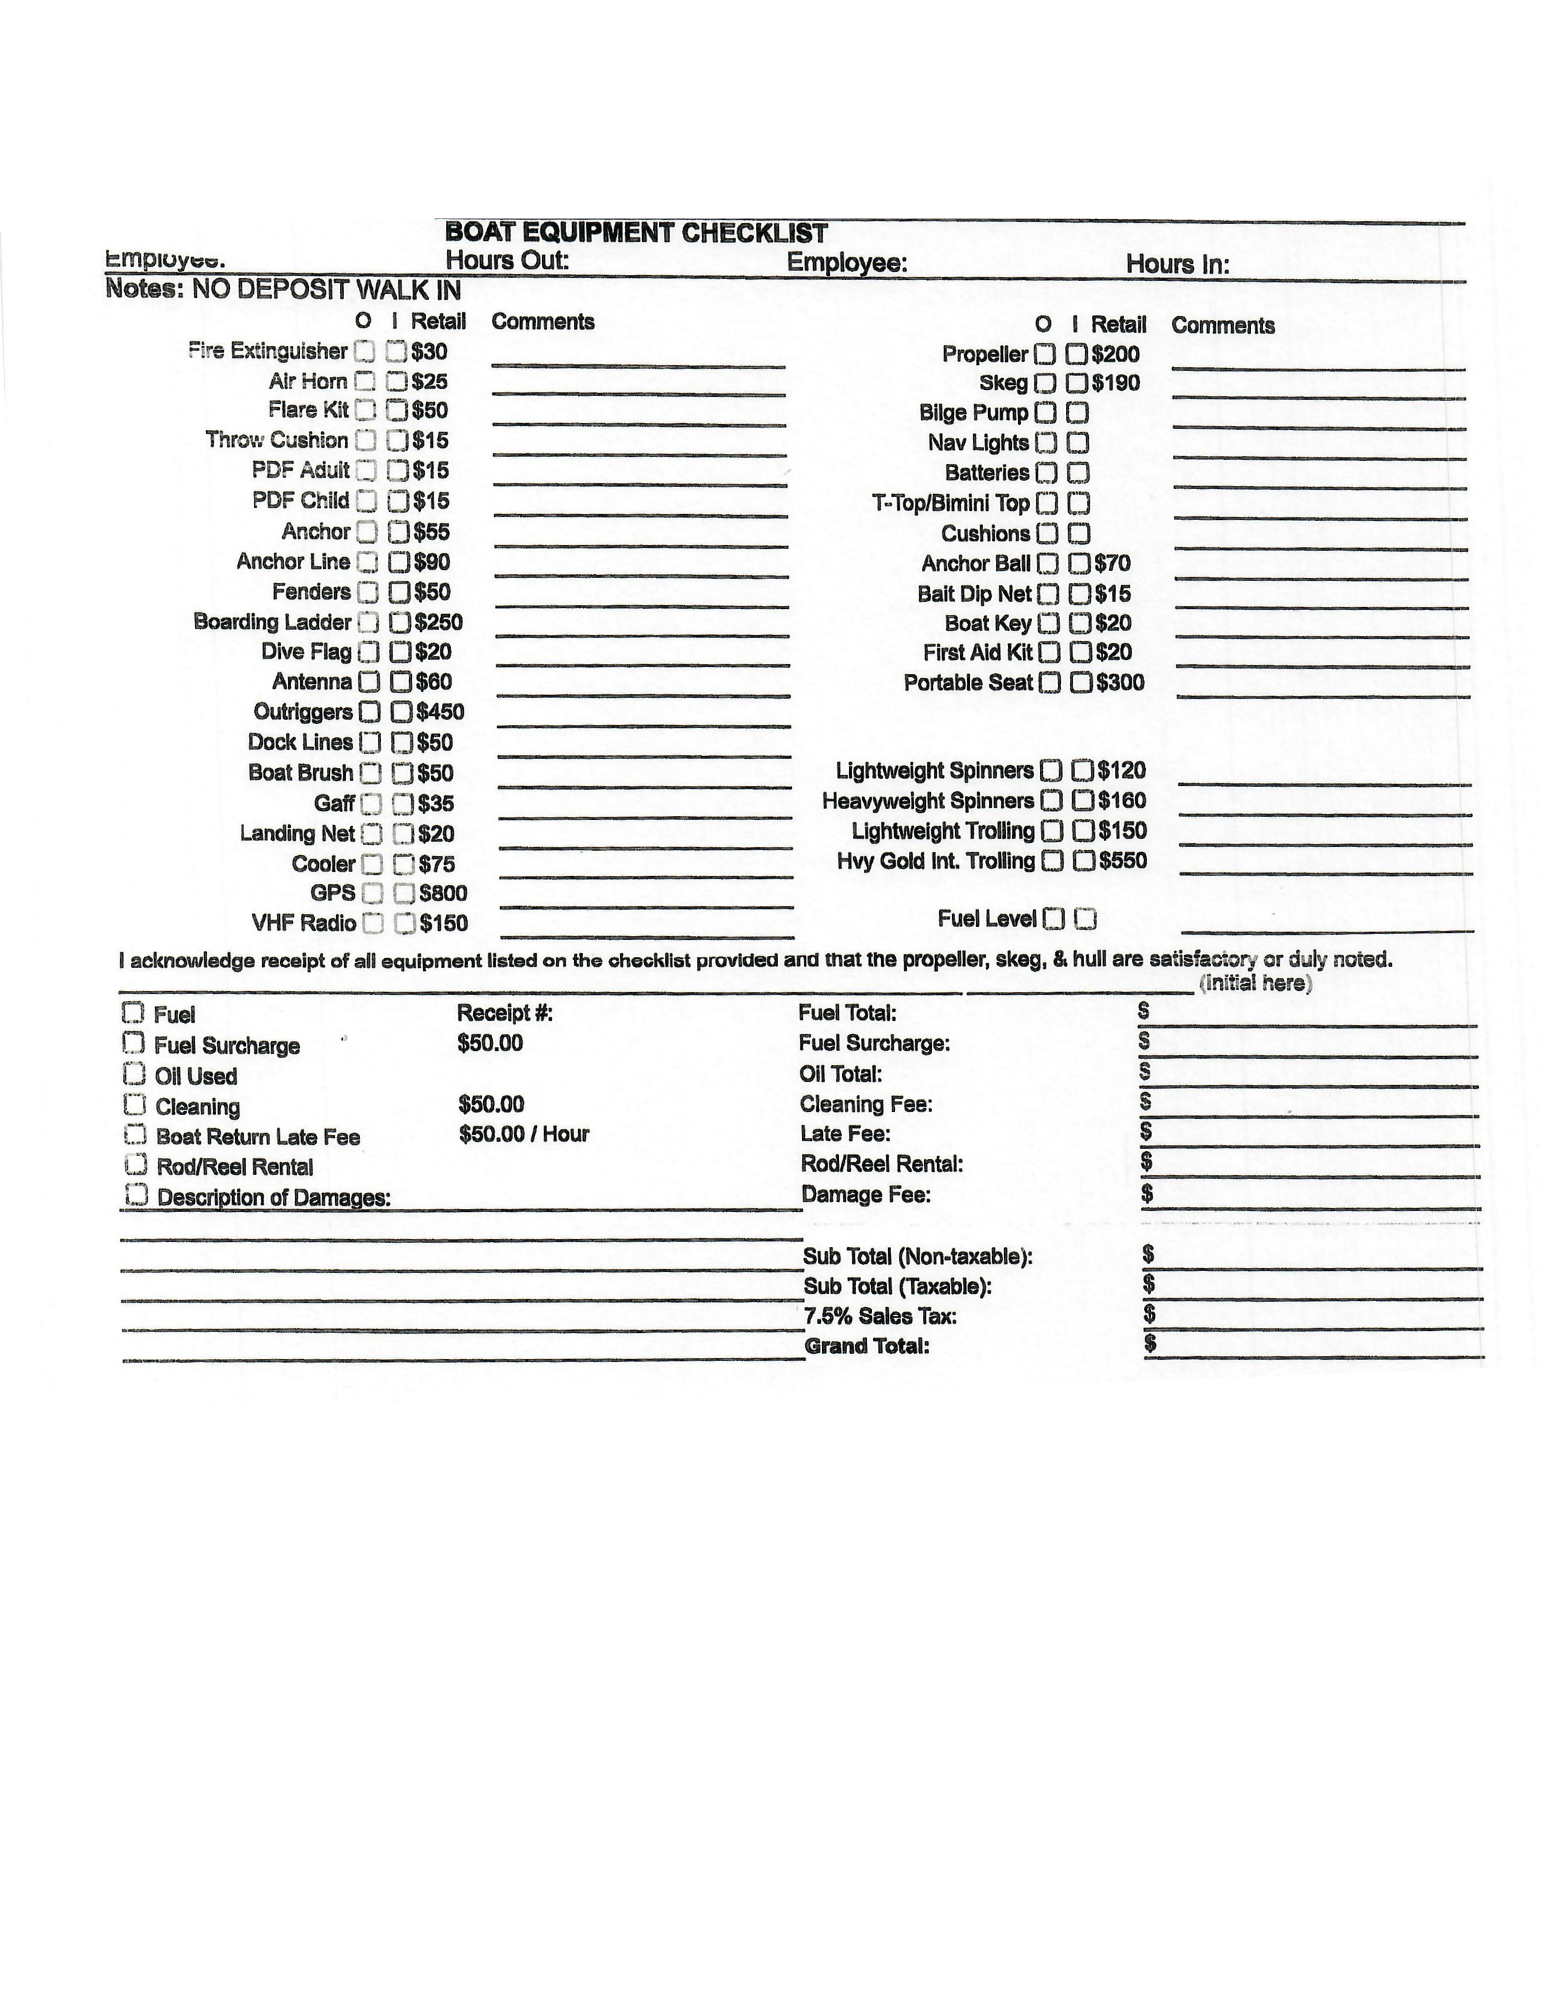 BOAT EQUIPMENT CHECKLIST
Employee: Hours Out: Employee: Hours In:
Notes: NO DEPOSIT WALK IN
O I Retail Comments O I Retail Comments
Fire Extinguisher $30 Propeller $200
Air Horn $25 Skeg $190
Flare Kit $50 Bilge Pump
Throw Cushion $15 Nav Lights
PDF Adult $15 Batteries
PDF Child $15 T-Top/Bimini Top
Anchor $55 Cushions
Anchor Line $90 Anchor Ball $70
Fenders $50 Bait Dip Net $15
Boarding Ladder $250 Boat Key $20
Dive Flag $20 First Aid Kit $20
Antenna $60 Portable Seat $300
Outriggers $450
Dock Lines $50
Boat Brush $50 Lightweight Spinners $120
Gaff $35 Heavyweight Spinners $160
Landing Net $20 Lightweight Trolling $150
Cooler $75 Hvy Gold Int. Trolling $550
GPS $800
VHF Radio $150 Fuel Level
I acknowledge receipt of all equipment listed on the checklist provided and that the propeller, skeg, & hull are satisfactory or duly noted.
(initial here)
Fuel Receipt #: Fuel Total: $
Fuel Surcharge $50.00 Fuel Surcharge: $
Oil Used Oil Total: $
Cleaning $50.00 Cleaning Fee: $
Boat Return Late Fee $50.00 / Hour Late Fee: $
Rod/Reel Rental Rod/Reel Rental: $
Description of Damages: Damage Fee: $
Sub Total (Non-taxable): $
Sub Total (Taxable): $
7.5% Sales Tax: $
Grand Total: $